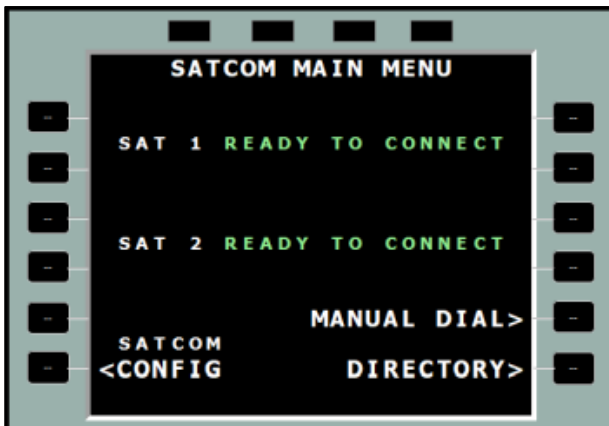 SATCOM MAIN MENU
SAT 1 READY TO CONNECT
SAT 2 READY TO CONNECT
MANUAL DIAL>
SATCOM
<CONFIG DIRECTORY>